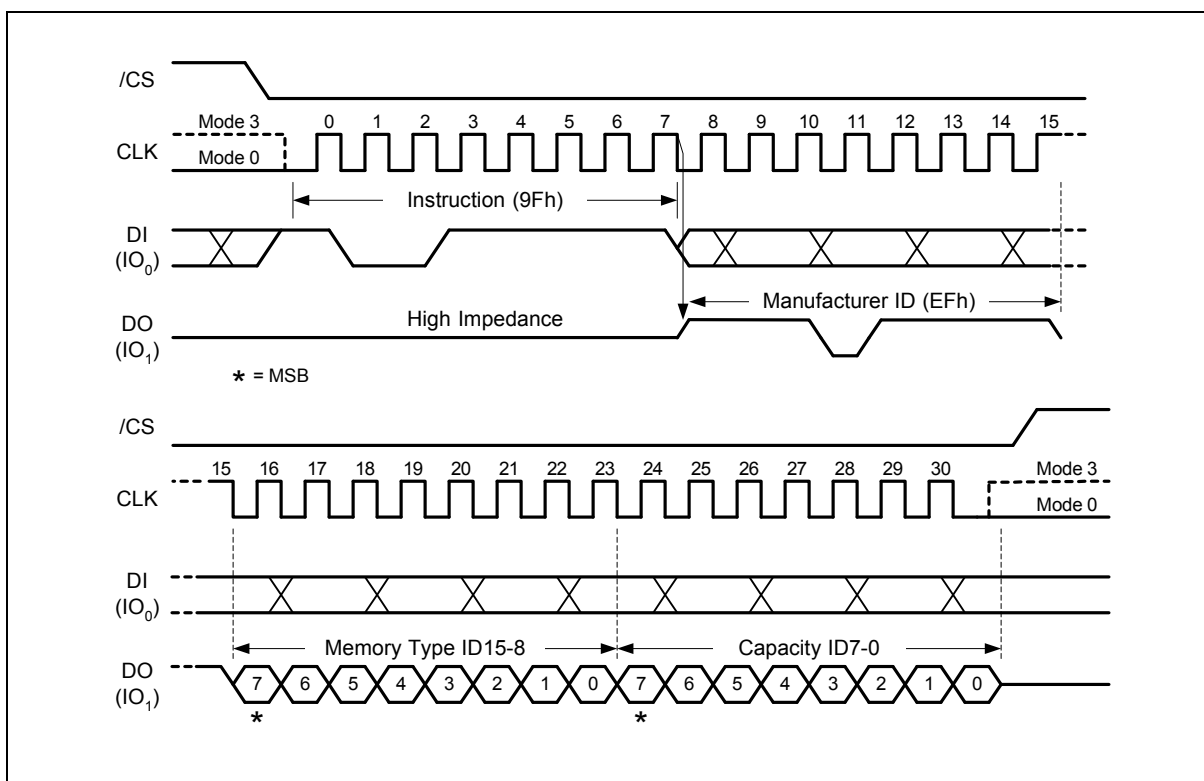 /CS
Mode 3 0 1 2 3 4 5 6 7 8 9 10 11 12 13 14 15
CLK
Mode 0
Instruction (9Fh)
DI
(IO0)
Manufacturer ID (EFh)
High Impedance
DO
(IO1)
* = MSB
/CS
15 16 17 18 19 20 21 22 23 24 25 26 27 28 29 30 Mode 3
CLK
Mode 0
DI
(IO0)
Memory Type ID15-8 Capacity ID7-0
DO
(IO1)
7 6 5 4 3 2 1 0 7 6 5 4 3 2 1 0
* *